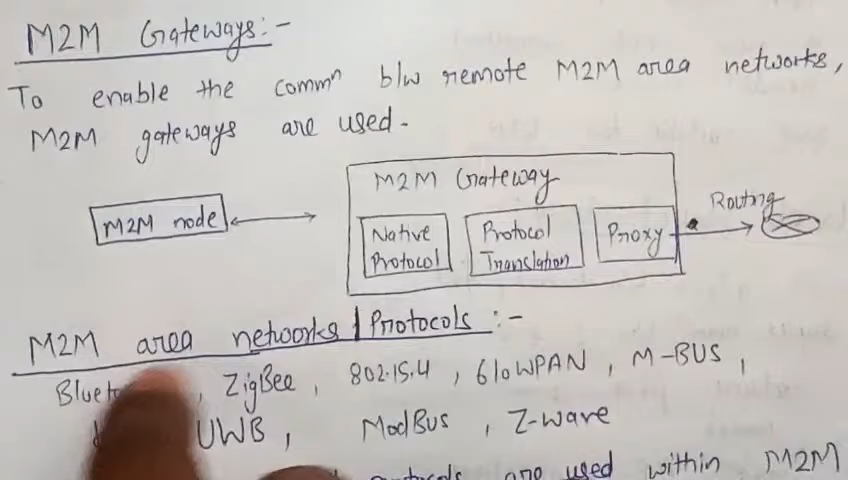 M2M Gateways:-
To enable the commⁿ b/w remote M2M area networks,
M2M gateways are used.
M2M Gateway
Routing
M2M node
Native Protocol
Protocol Translation
Proxy
M2M area networks | Protocols :-
, ZigBee, 802.15.4, 6loWPAN, M-BUS,
UWB, ModBus, Z-ware
protocols are used within M2M